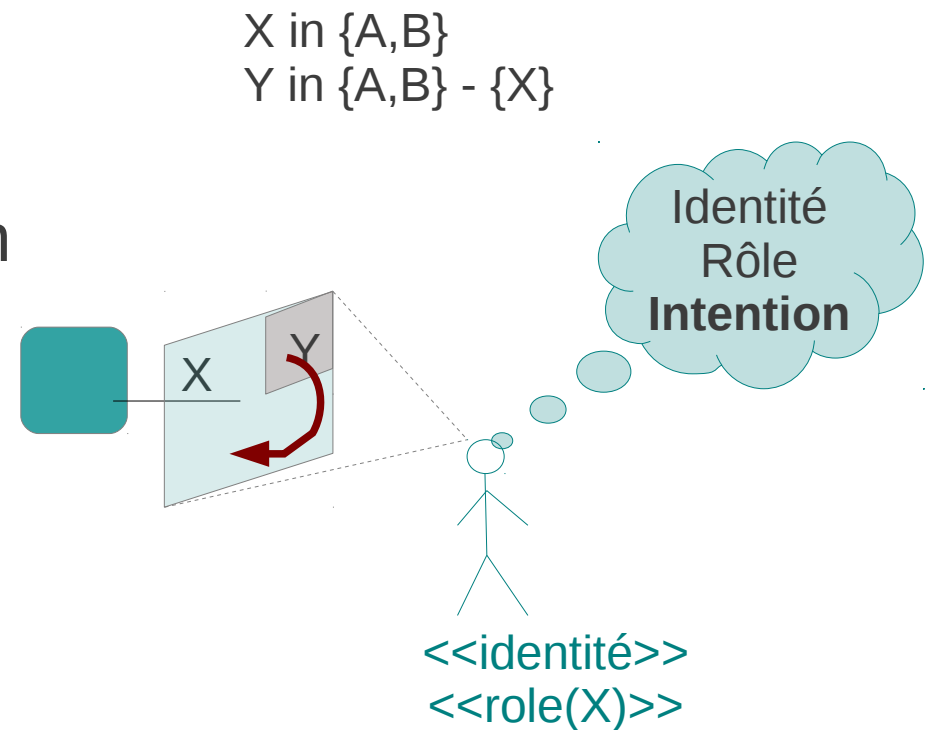 X in {A,B}
Y in {A,B} - {X}
n
Identité
Rôle
Intention
Y
X
<<identité>>
<<role(X)>>